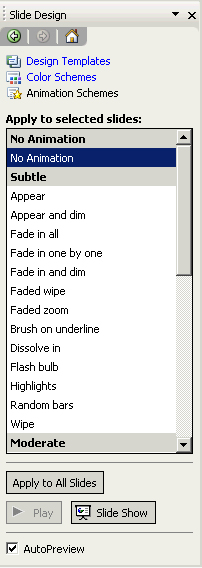 Slide Design
Design Templates
Color Schemes
Animation Schemes
Apply to selected slides:
No Animation
No Animation
Subtle
Appear
Appear and dim
Fade in all
Fade in one by one
Fade in and dim
Faded wipe
Faded zoom
Brush on underline
Dissolve in
Flash bulb
Highlights
Random bars
Wipe
Moderate
Apply to All Slides
Play
Slide Show
AutoPreview